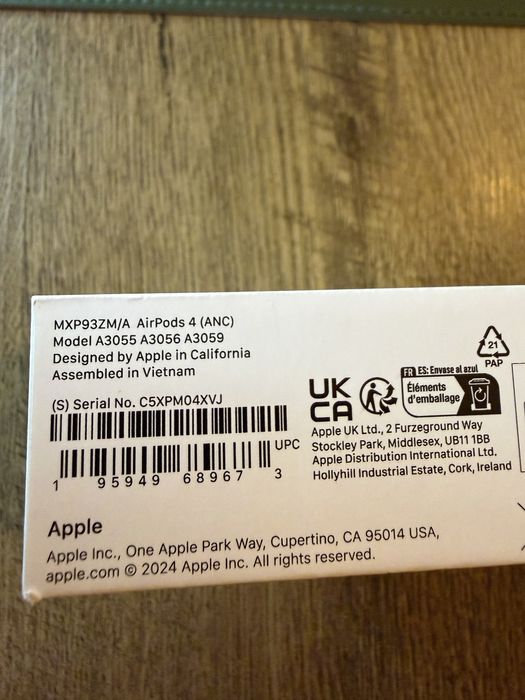 MXP93ZM/A AirPods 4 (ANC)
Model A3055 A3056 A3059
Designed by Apple in California
Assembled in Vietnam
(S) Serial No. C5XPM04XVJ
UPC
1 95949 68967 3
21
PAP
FR ES: Envase al azul
Éléments
d'emballage
UK
CA
Apple UK Ltd., 2 Furzeground Way
Stockley Park, Middlesex, UB11 1BB
Apple Distribution International Ltd.
Hollyhill Industrial Estate, Cork, Ireland
Apple
Apple Inc., One Apple Park Way, Cupertino, CA 95014 USA,
apple.com © 2024 Apple Inc. All rights reserved.